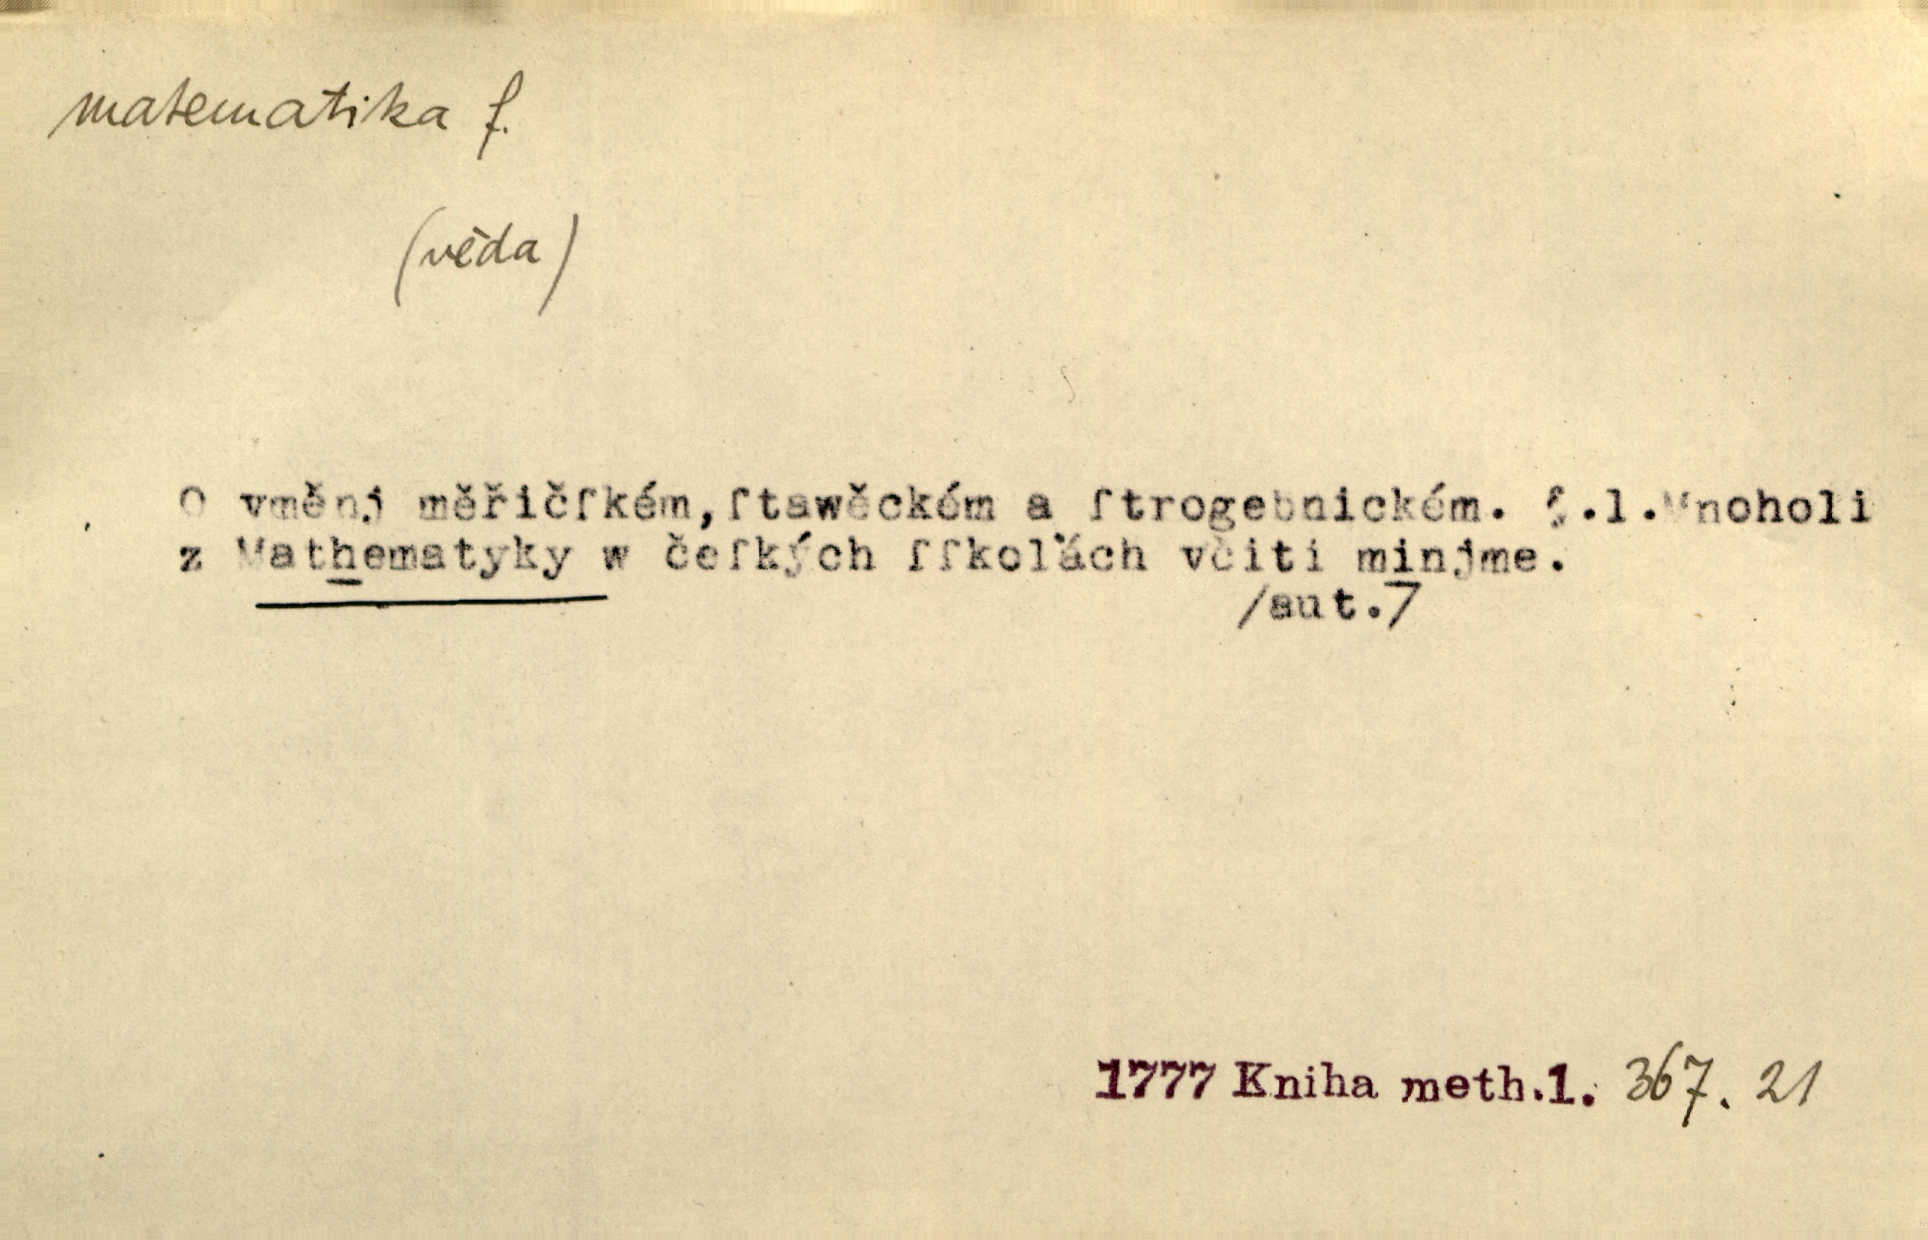 matematika f.
(věda)
O vměnj měřičſkém,ſtawěckém a ſtrogebnickém. §.1.Mnoholi
z Mathematyky w čeſkých ſſkolách včiti minjme.
/aut./
1777 Kniha meth.1. 367. 21